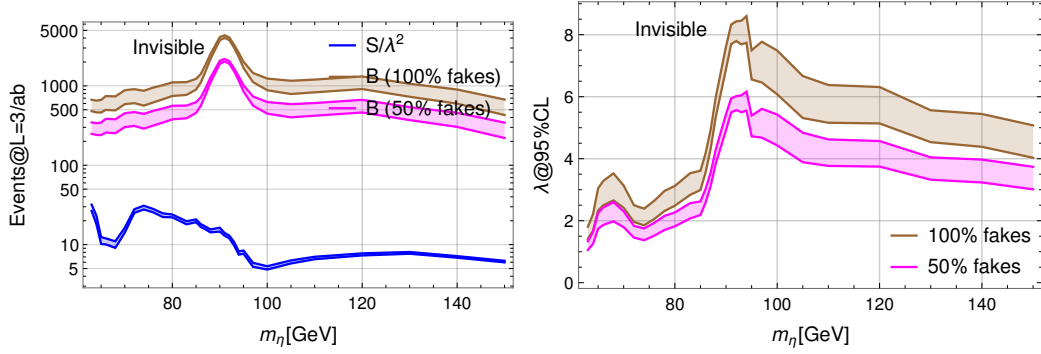 Invisible
S/λ²
B (100% fakes)
B (50% fakes)
Events@L=3/ab
5000
1000
500
100
50
10
5
80
100
120
140
mη[GeV]
Invisible
λ@95%CL
8
6
4
2
0
100% fakes
50% fakes
80
100
120
140
mη[GeV]